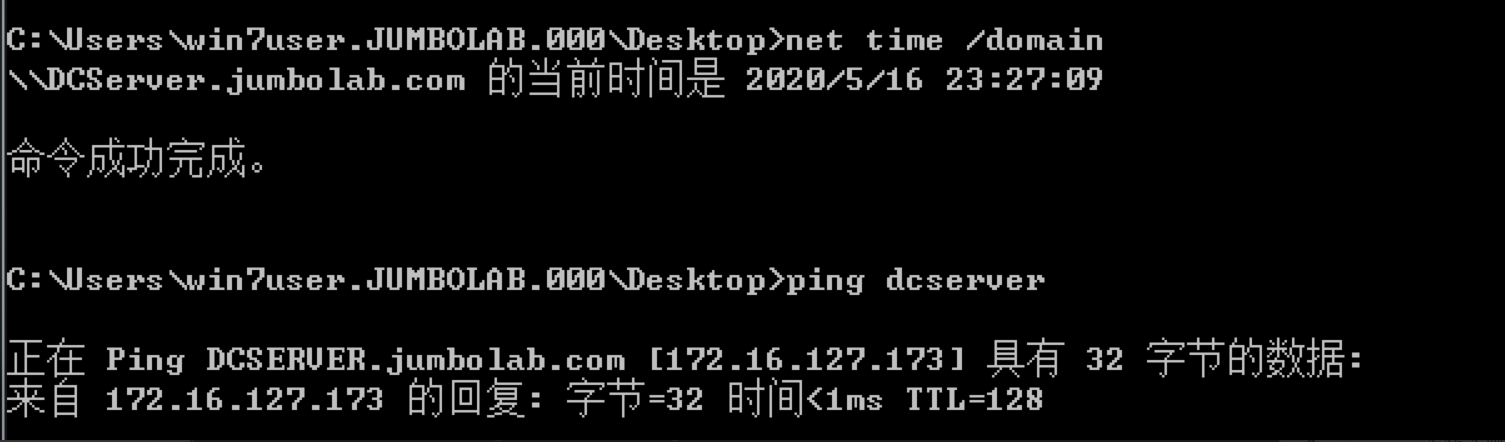 C:\Users\win7user.JUMBOLAB.000\Desktop>net time /domain
\\DCServer.jumbolab.com 的当前时间是 2020/5/16 23:27:09
命令成功完成。
C:\Users\win7user.JUMBOLAB.000\Desktop>ping dcserver
正在 Ping DCSERVER.jumbolab.com [172.16.127.173] 具有 32 字节的数据:
来自 172.16.127.173 的回复: 字节=32 时间<1ms TTL=128